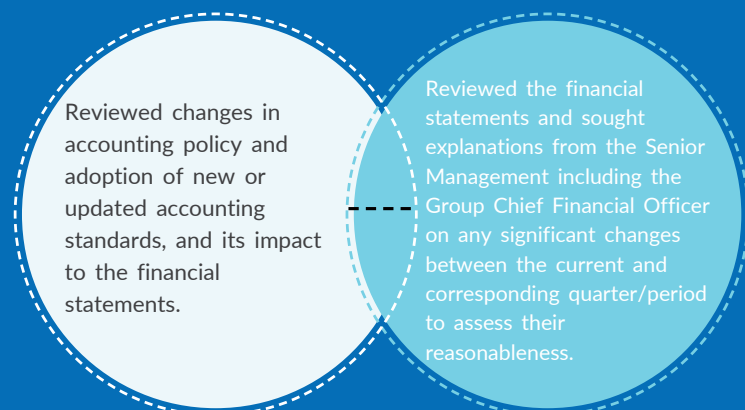 Reviewed changes in
accounting policy and
adoption of new or
updated accounting
standards, and its impact
to the financial
statements.
Reviewed the financial
statements and sought
explanations from the Senior
Management including the
Group Chief Financial Officer
on any significant changes
between the current and
corresponding quarter/period
to assess their
reasonableness.